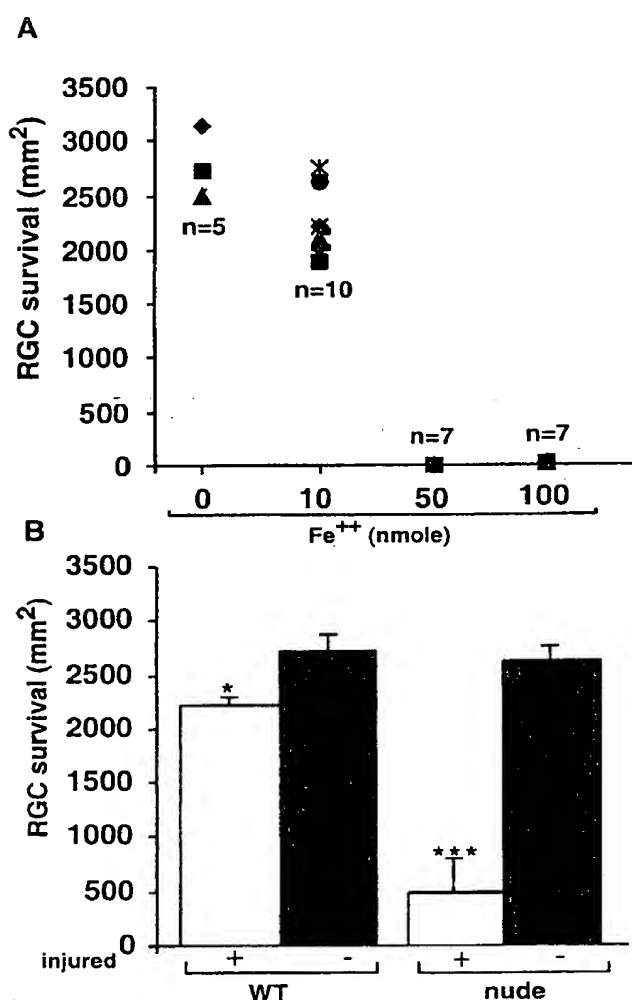 A
3500
3000
2500
2000
1500
1000
500
0
RGC survival (mm2)
n=5
n=10
n=7
n=7
0 10 50 100
Fe++ (nmole)
B
3500
3000
2500
2000
1500
1000
500
0
RGC survival (mm2)
*
***
injured + - + -
WT nude